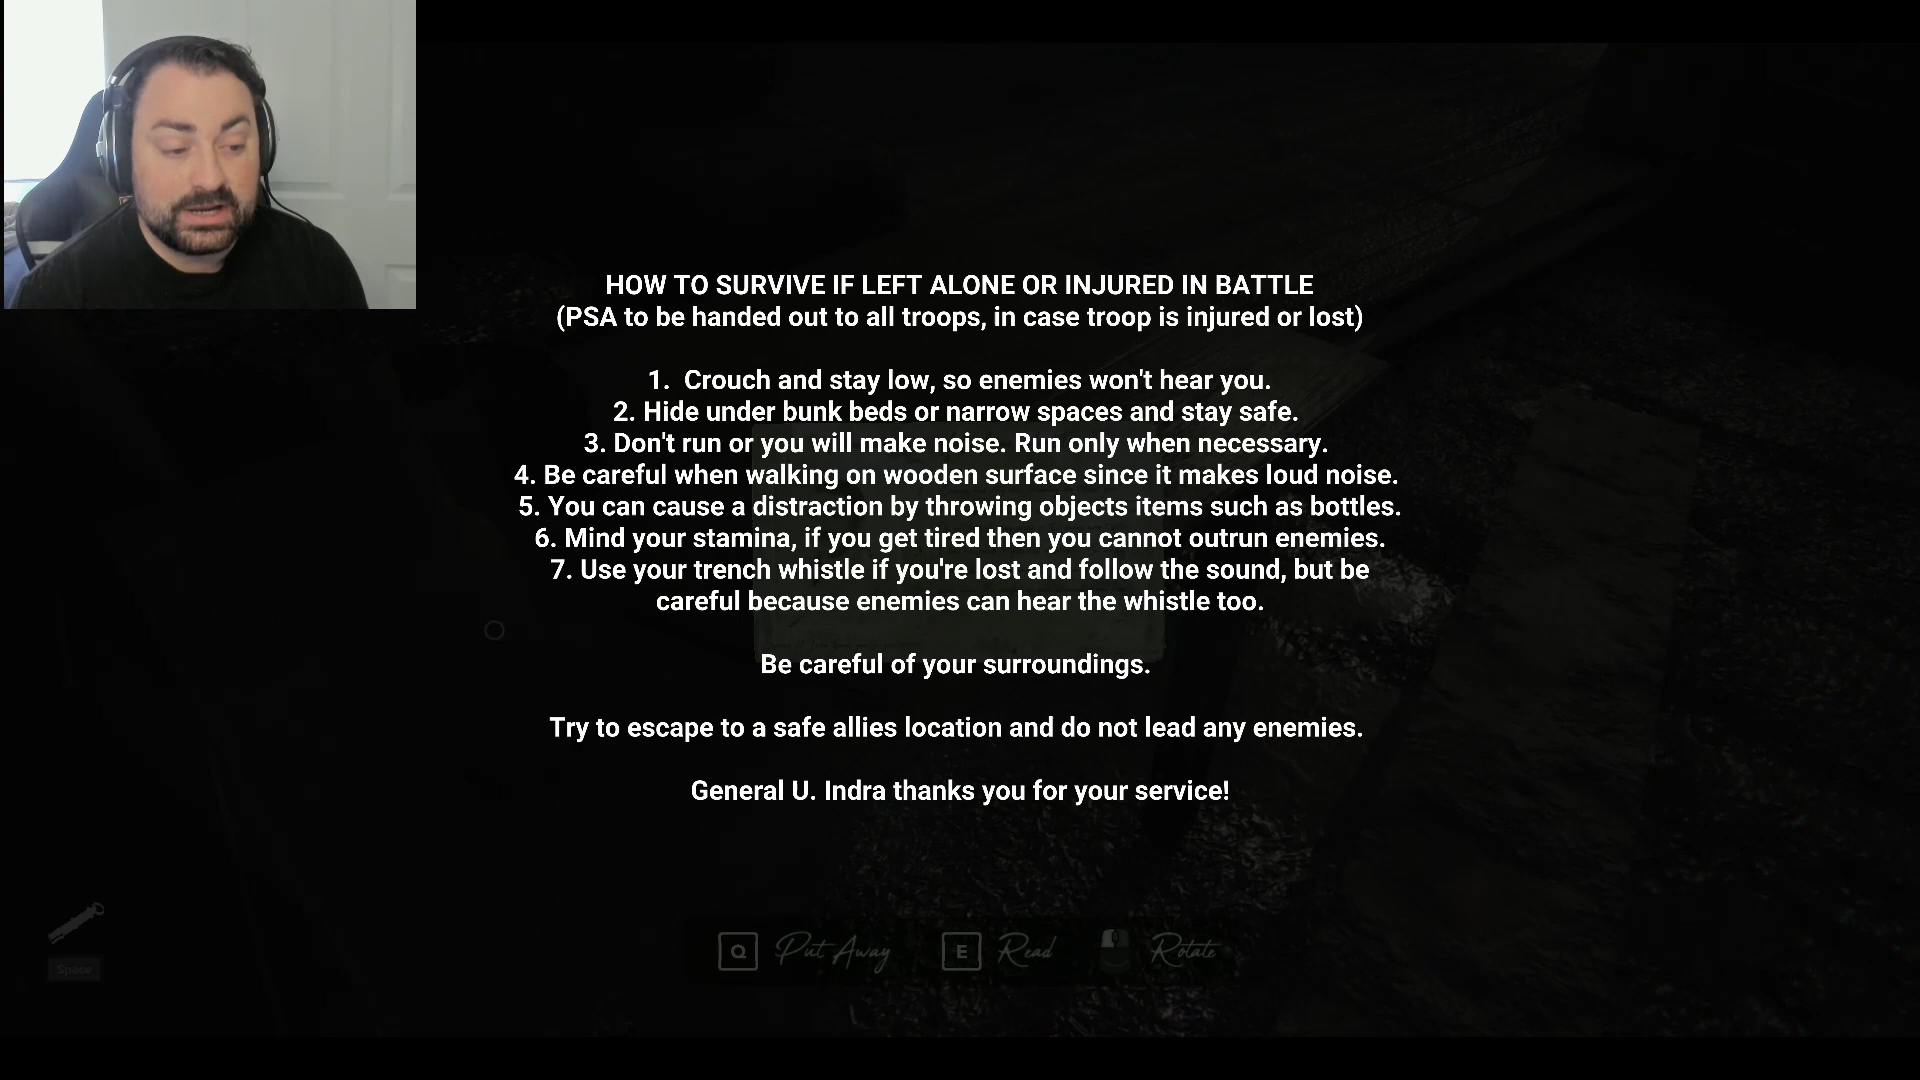 HOW TO SURVIVE IF LEFT ALONE OR INJURED IN BATTLE
(PSA to be handed out to all troops, in case troop is injured or lost)
1. Crouch and stay low, so enemies won't hear you.
2. Hide under bunk beds or narrow spaces and stay safe.
3. Don't run or you will make noise. Run only when necessary.
4. Be careful when walking on wooden surface since it makes loud noise.
5. You can cause a distraction by throwing objects items such as bottles.
6. Mind your stamina, if you get tired then you cannot outrun enemies.
7. Use your trench whistle if you're lost and follow the sound, but be
careful because enemies can hear the whistle too.
Be careful of your surroundings.
Try to escape to a safe allies location and do not lead any enemies.
General U. Indra thanks you for your service!
Q Put Away E Read Rotate
Space